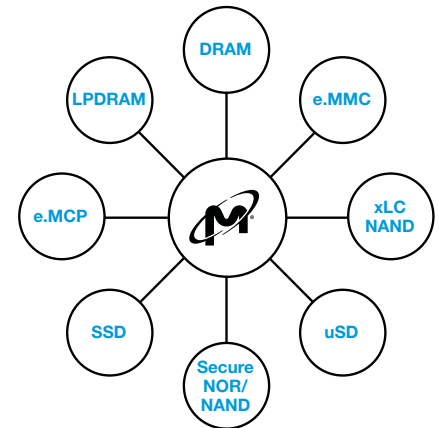 DRAM
e.MMC
xLC
NAND
uSD
Secure
NOR/
NAND
SSD
e.MCP
LPDRAM
M